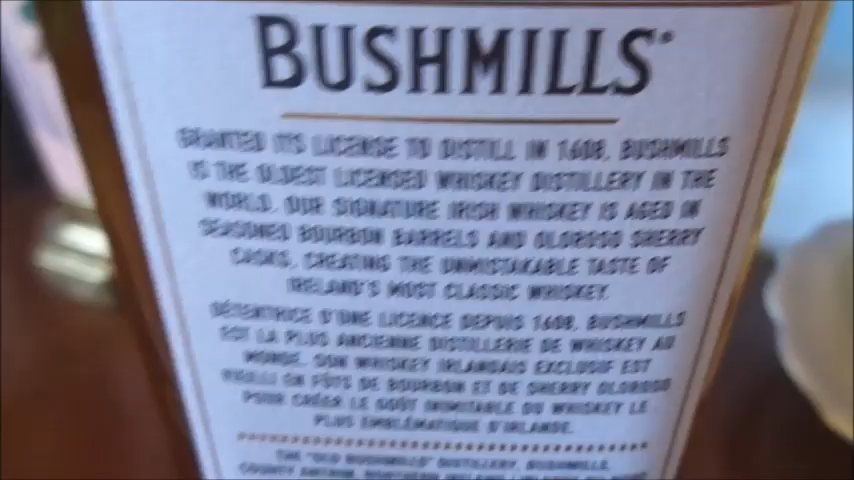 BUSHMILLS®
GRANTED ITS LICENSE TO DISTILL IN 1608, BUSHMILLS
IS THE OLDEST LICENSED WHISKEY DISTILLERY IN THE
WORLD. OUR SIGNATURE IRISH WHISKEY IS AGED IN
SEASONED BOURBON BARRELS AND OLOROSO SHERRY
CASKS, CREATING THE UNMISTAKABLE TASTE OF
IRELAND'S MOST CLASSIC WHISKEY.
DÉTENTRICE D'UNE LICENCE DEPUIS 1608, BUSHMILLS
EST LA PLUS ANCIENNE DISTILLERIE DE WHISKEY AU
MONDE. SON WHISKEY IRLANDAIS EXCLUSIF EST
VIEILLI EN FÛTS DE BOURBON ET DE SHERRY OLOROSO
POUR CRÉER LE GOÛT INIMITABLE DU WHISKEY LE
PLUS EMBLÉMATIQUE D'IRLANDE.
THE "OLD BUSHMILLS" DISTILLERY, BUSHMILLS,
COUNTY ANTRIM, NORTHERN IRELAND